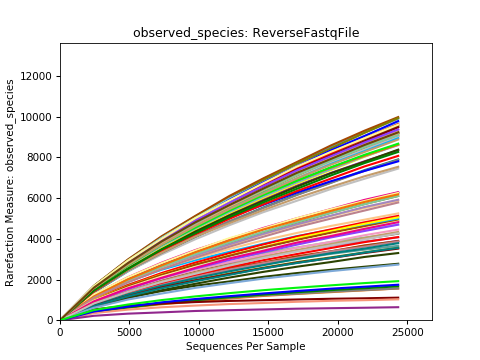 observed_species: ReverseFastqFile
Rarefaction Measure: observed_species
12000
10000
8000
6000
4000
2000
0
0 5000 10000 15000 20000 25000
Sequences Per Sample